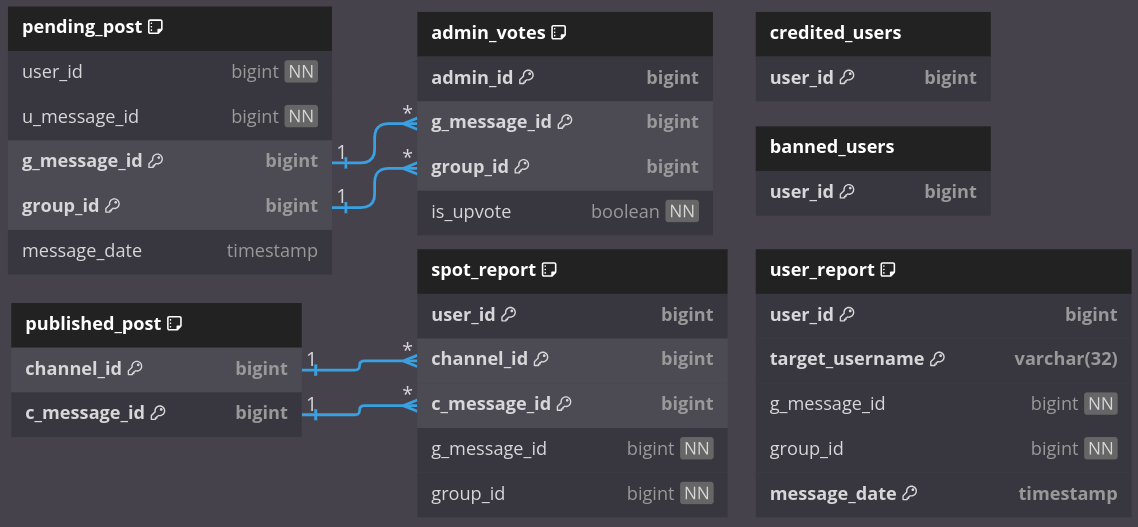 pending_post
user_id bigint NN
u_message_id bigint NN
g_message_id bigint
group_id bigint
message_date timestamp
1 *
1 *
admin_votes
admin_id bigint
g_message_id bigint
group_id bigint
is_upvote boolean NN
credited_users
user_id bigint
banned_users
user_id bigint
published_post
channel_id bigint
c_message_id bigint
1 *
1 *
spot_report
user_id bigint
channel_id bigint
c_message_id bigint
g_message_id bigint NN
group_id bigint NN
user_report
user_id bigint
target_username varchar(32)
g_message_id bigint NN
group_id bigint NN
message_date timestamp